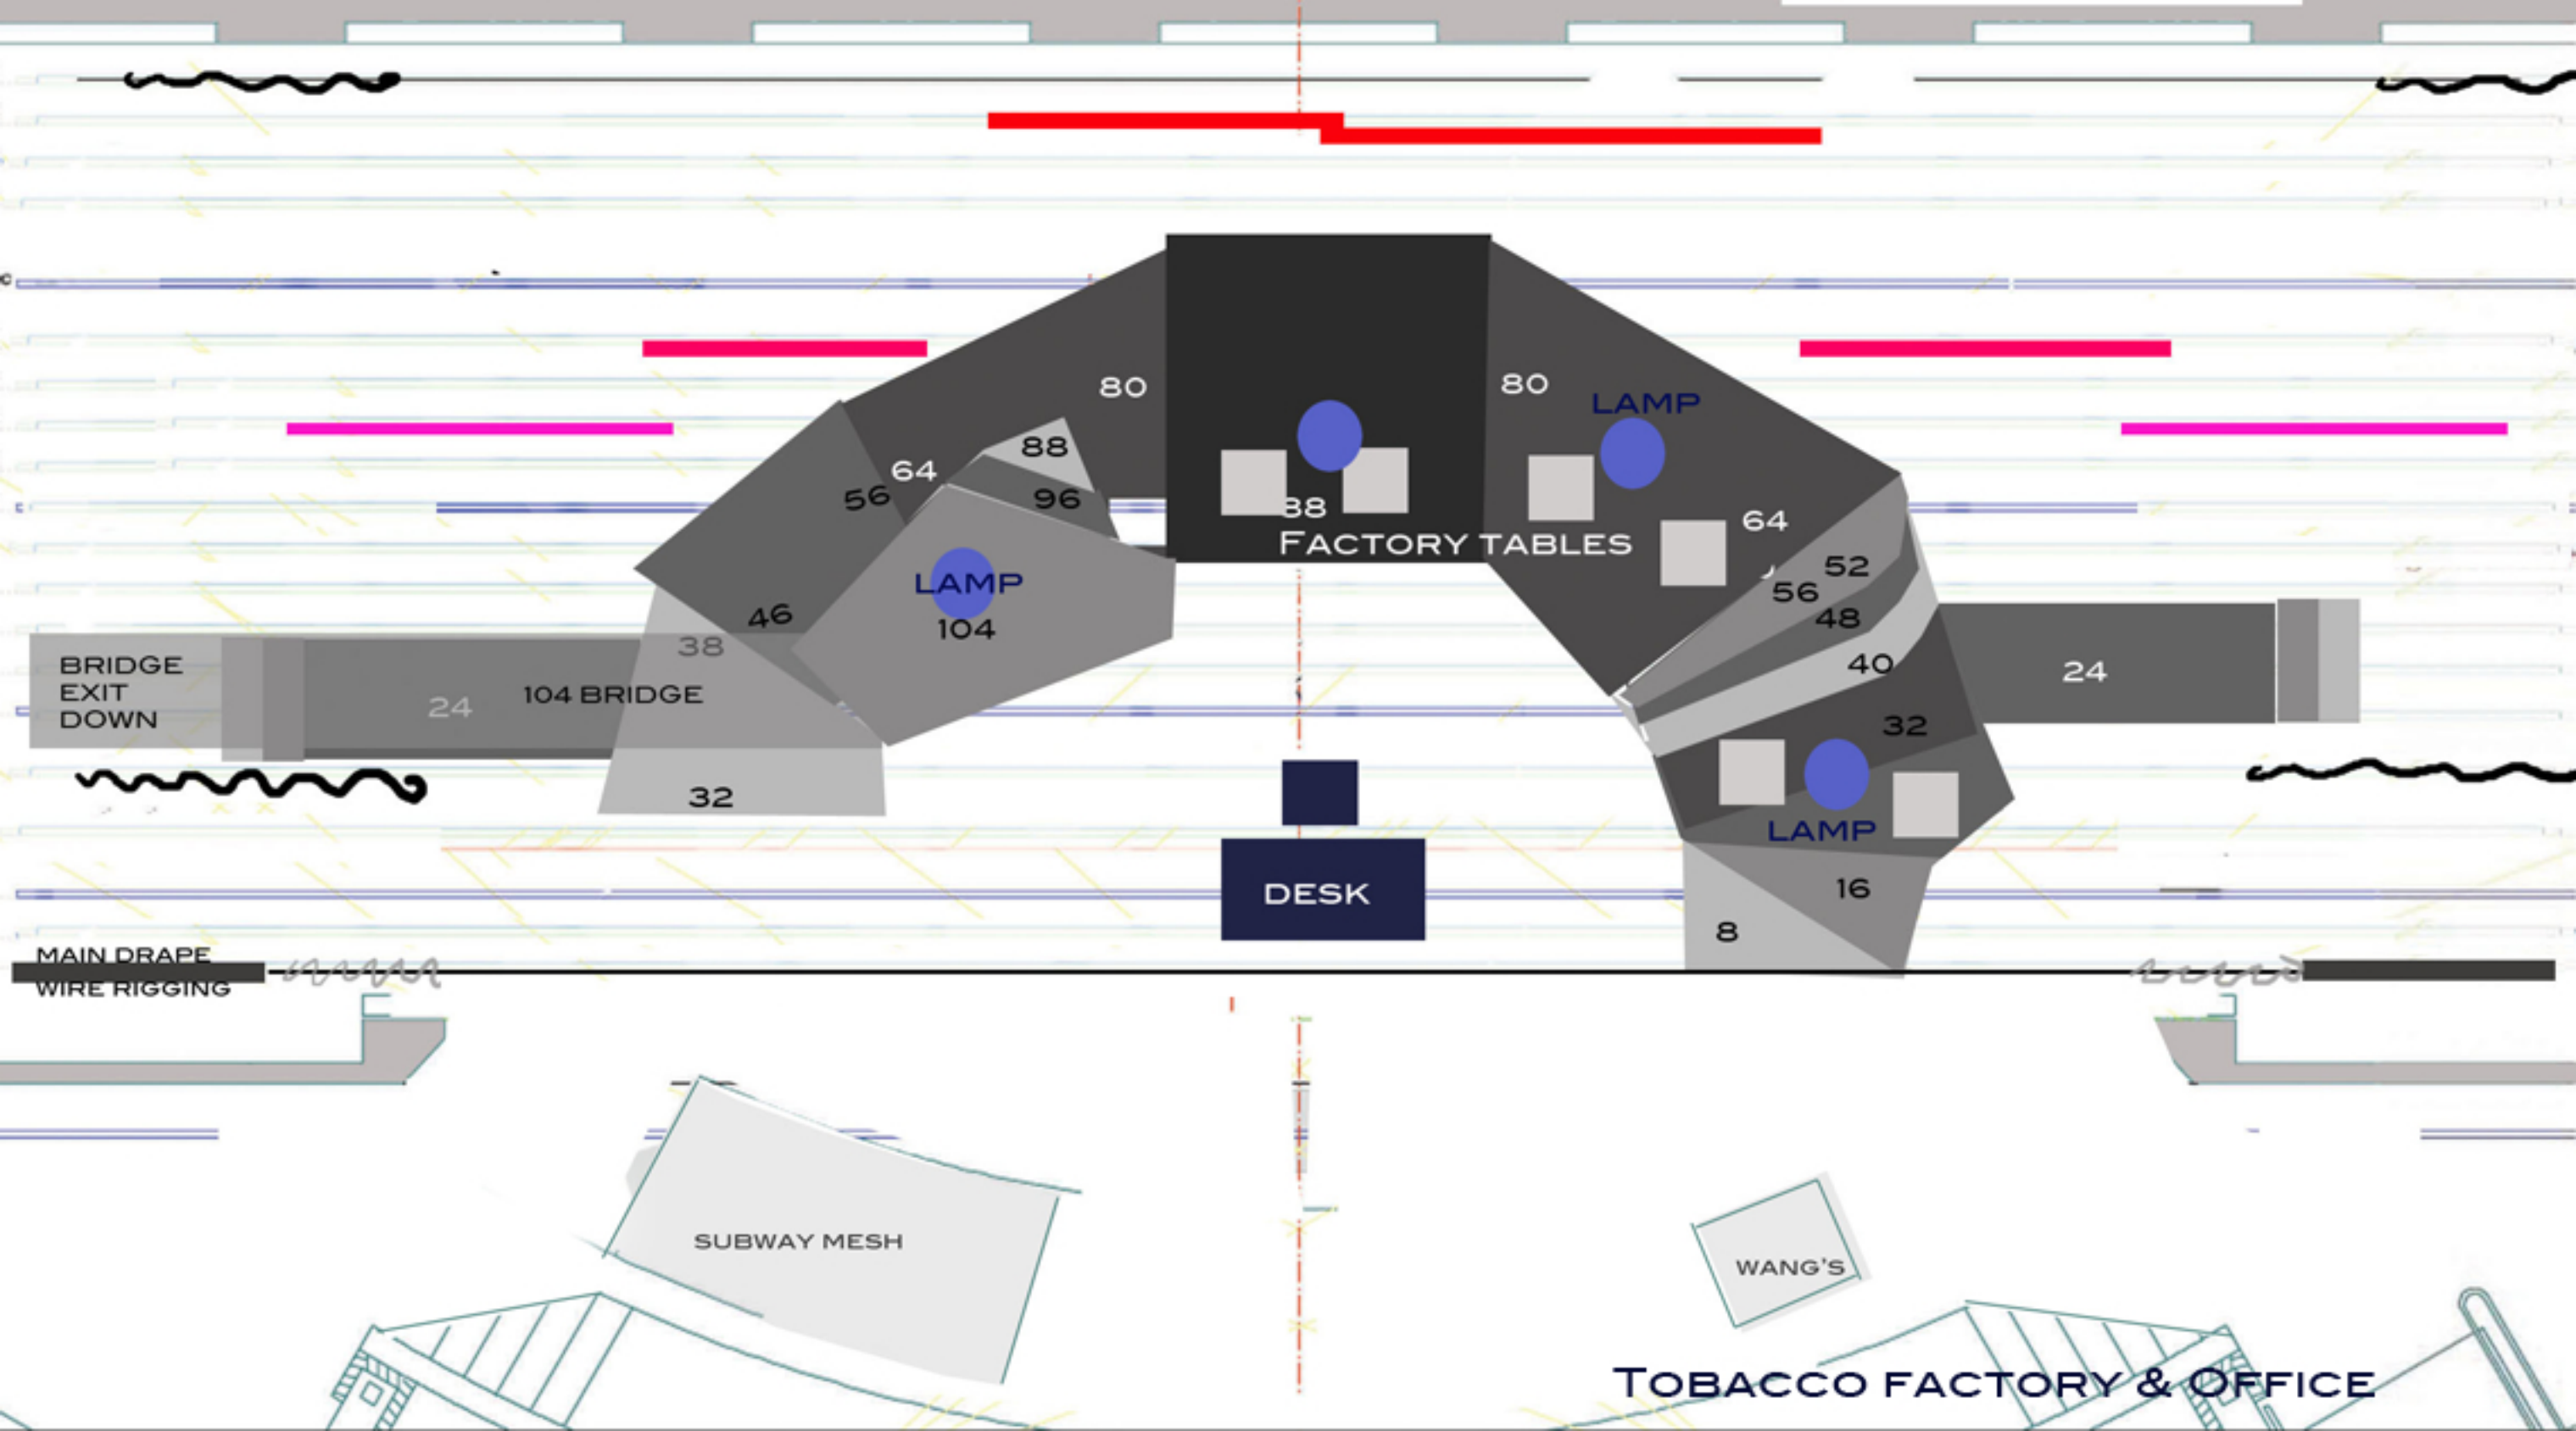 80
80
LAMP
88
64
56
96
88
64
FACTORY TABLES
52
56
48
LAMP
104
46
38
40
BRIDGE
EXIT
DOWN
24
104 BRIDGE
24
32
32
LAMP
DESK
16
8
MAIN DRAPE
WIRE RIGGING
SUBWAY MESH
WANG'S
TOBACCO FACTORY & OFFICE